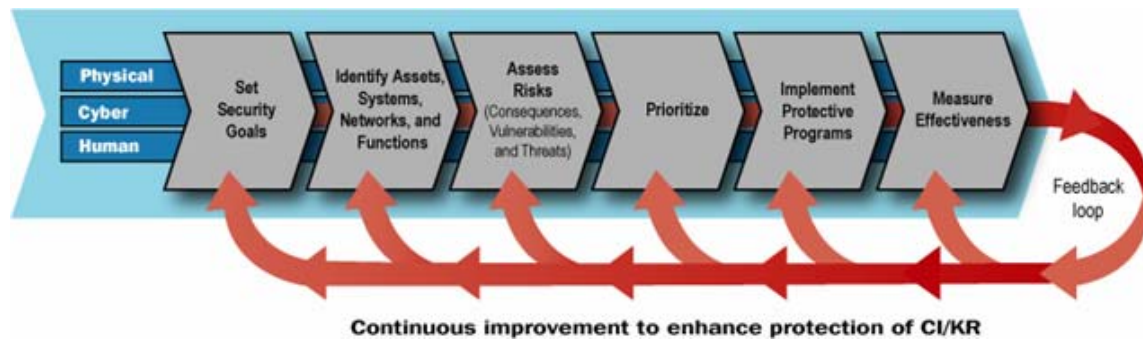 Physical
Cyber
Human
Set
Security
Goals
Identify Assets,
Systems,
Networks, and
Functions
Assess
Risks
(Consequences,
Vulnerabilities,
and Threats)
Prioritize
Implement
Protective
Programs
Measure
Effectiveness
Feedback
loop
Continuous improvement to enhance protection of CI/KR